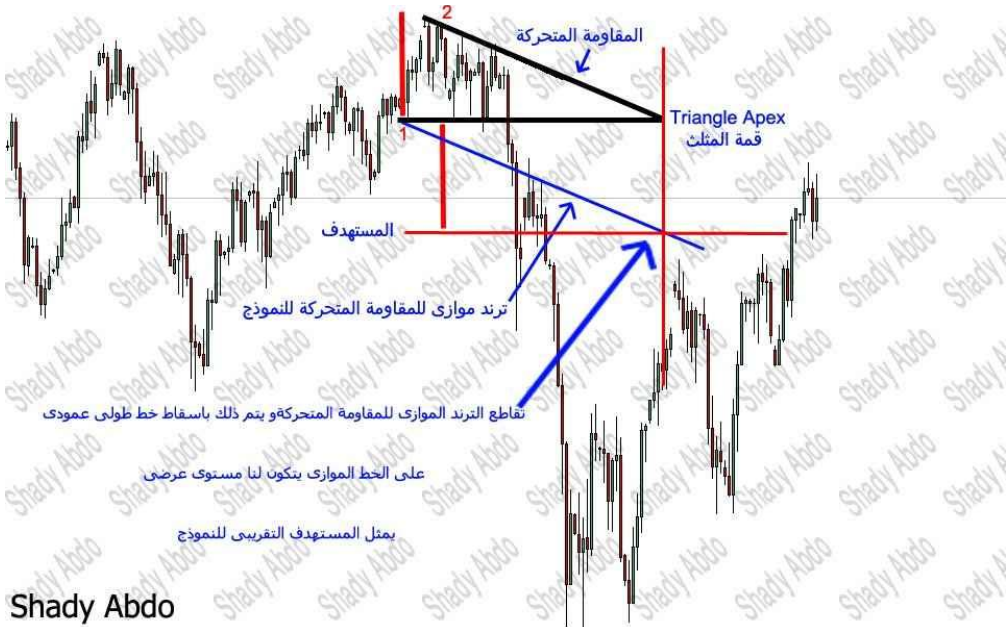 2
المقاومة المتحركة
Triangle Apex
قمة المثلث
1
المستهدف
ترند موازى للمقاومة المتحركة للنموذج
تقاطع الترند الموازى للمقاومة المتحركةو يتم ذلك باسقاط خط طولى عمودى
على الخط الموازى يتكون لنا مستوى عرضى
يمثل المستهدف التقريبى للنموذج
Shady Abdo